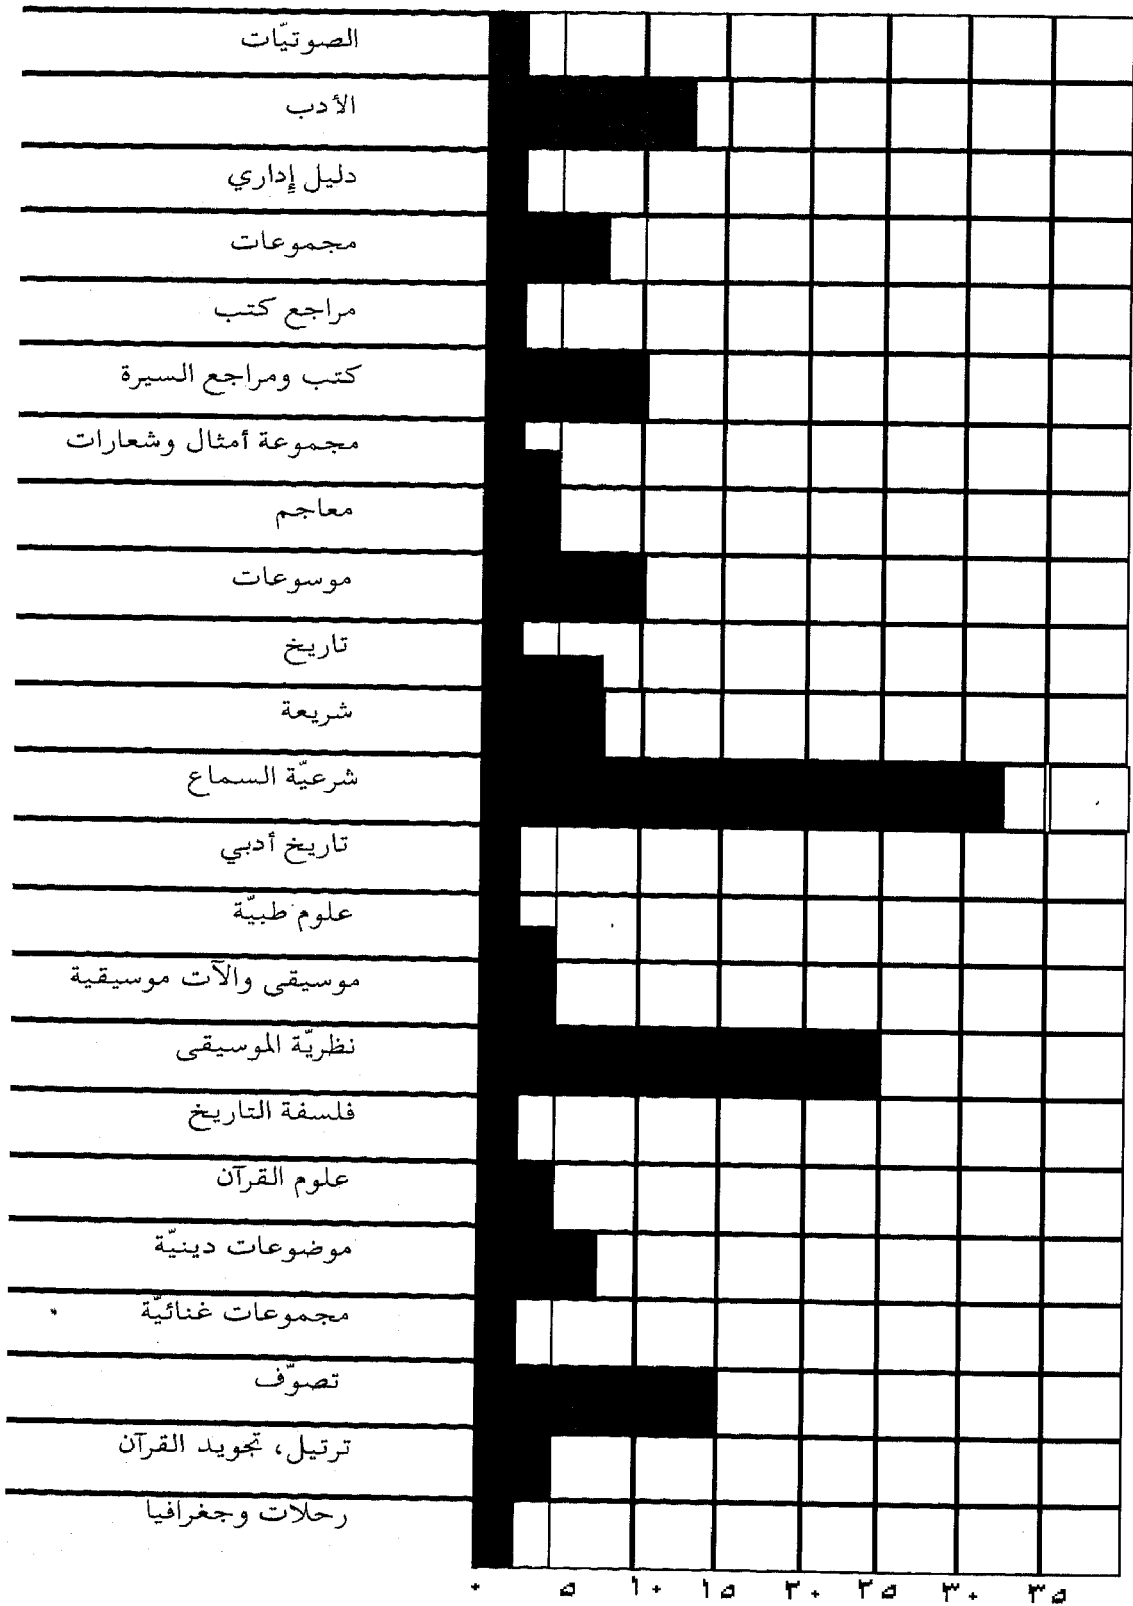 الصوتيّات
الأدب
دليل إداري
مجموعات
مراجع كتب
كتب ومراجع السيرة
مجموعة أمثال وشعارات
معاجم
موسوعات
تاريخ
شريعة
شرعيّة السماع
تاريخ أدبي
علوم طبيّة
موسيقى والآت موسيقية
نظريّة الموسيقى
فلسفة التاريخ
علوم القرآن
موضوعات دينيّة
مجموعات غنائيّة
تصوّف
ترتيل، تجويد القرآن
رحلات وجغرافيا
٠ ٥ ١٠ ١٥ ٢٠ ٢٥ ٣٠ ٣٥